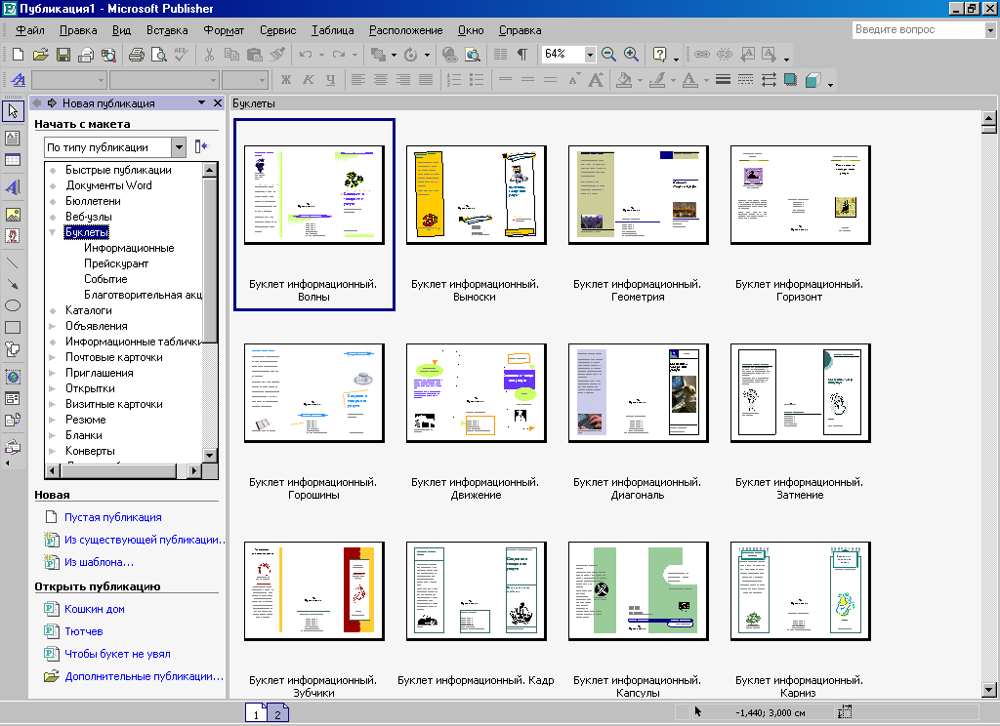 Публикация1 - Microsoft Publisher
Файл Правка Вид Вставка Формат Сервис Таблица Расположение Окно Справка
Введите вопрос
64%
Ж К Ч
Новая публикация
Начать с макета
По типу публикации
Быстрые публикации
Документы Word
Бюллетени
Веб-узлы
Буклеты
Информационные
Прейскурант
Событие
Благотворительная акц
Каталоги
Объявления
Информационные таблички
Почтовые карточки
Приглашения
Открытки
Визитные карточки
Резюме
Бланки
Конверты
Новая
Пустая публикация
Из существующей публикации..
Из шаблона...
Открыть публикацию
Кошкин дом
Тютчев
Чтобы букет не увял
Дополнительные публикации...
Буклеты
Буклет информационный. Волны
Буклет информационный. Выноски
Буклет информационный. Геометрия
Буклет информационный. Горизонт
Буклет информационный. Горошины
Буклет информационный. Движение
Буклет информационный. Диагональ
Буклет информационный. Затмение
Буклет информационный. Зубчики
Буклет информационный. Кадр
Буклет информационный. Капсулы
Буклет информационный. Карниз
1 2
-1,440; 3,000 см